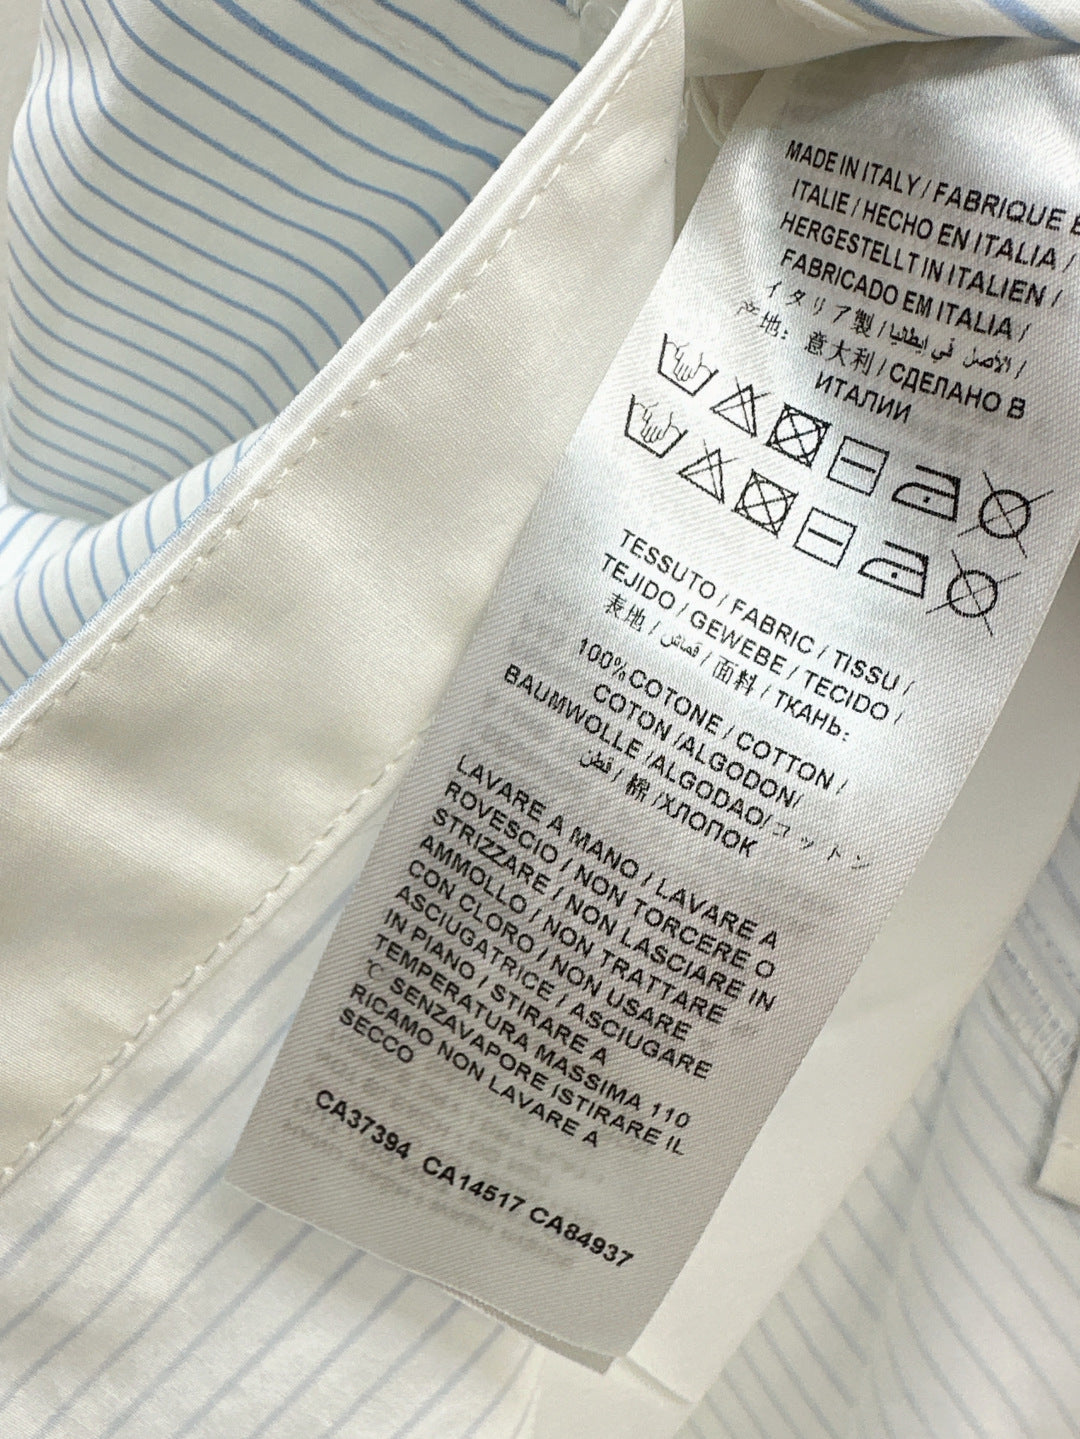 MADE IN ITALY / FABRIQUE E
ITALIE / HECHO EN ITALIA /
HERGESTELLT IN ITALIEN /
FABRICADO EM ITALIA /
イタリア製 / الأصل في إيطاليا /
产地: 意大利 / СДЕЛАНО В
ИТАЛИИ
TESSUTO / FABRIC / TISSU /
TEJIDO / GEWEBE / TECIDO /
表地 / قماش / 面料 / ТКАНЬ:
100%COTONE / COTTON /
COTON /ALGODON/
BAUMWOLLE /ALGODAO/コットン
قطن / 棉 /ХЛОПОК
LAVARE A MANO / LAVARE A
ROVESCIO / NON TORCERE O
STRIZZARE / NON LASCIARE IN
AMMOLLO / NON TRATTARE
CON CLORO / NON USARE
ASCIUGATRICE / ASCIUGARE
IN PIANO / STIRARE A
TEMPERATURA MASSIMA 110
℃ SENZAVAPORE ISTIRARE IL
RICAMO NON LAVARE A
SECCO
CA37394 CA14517 CA84937